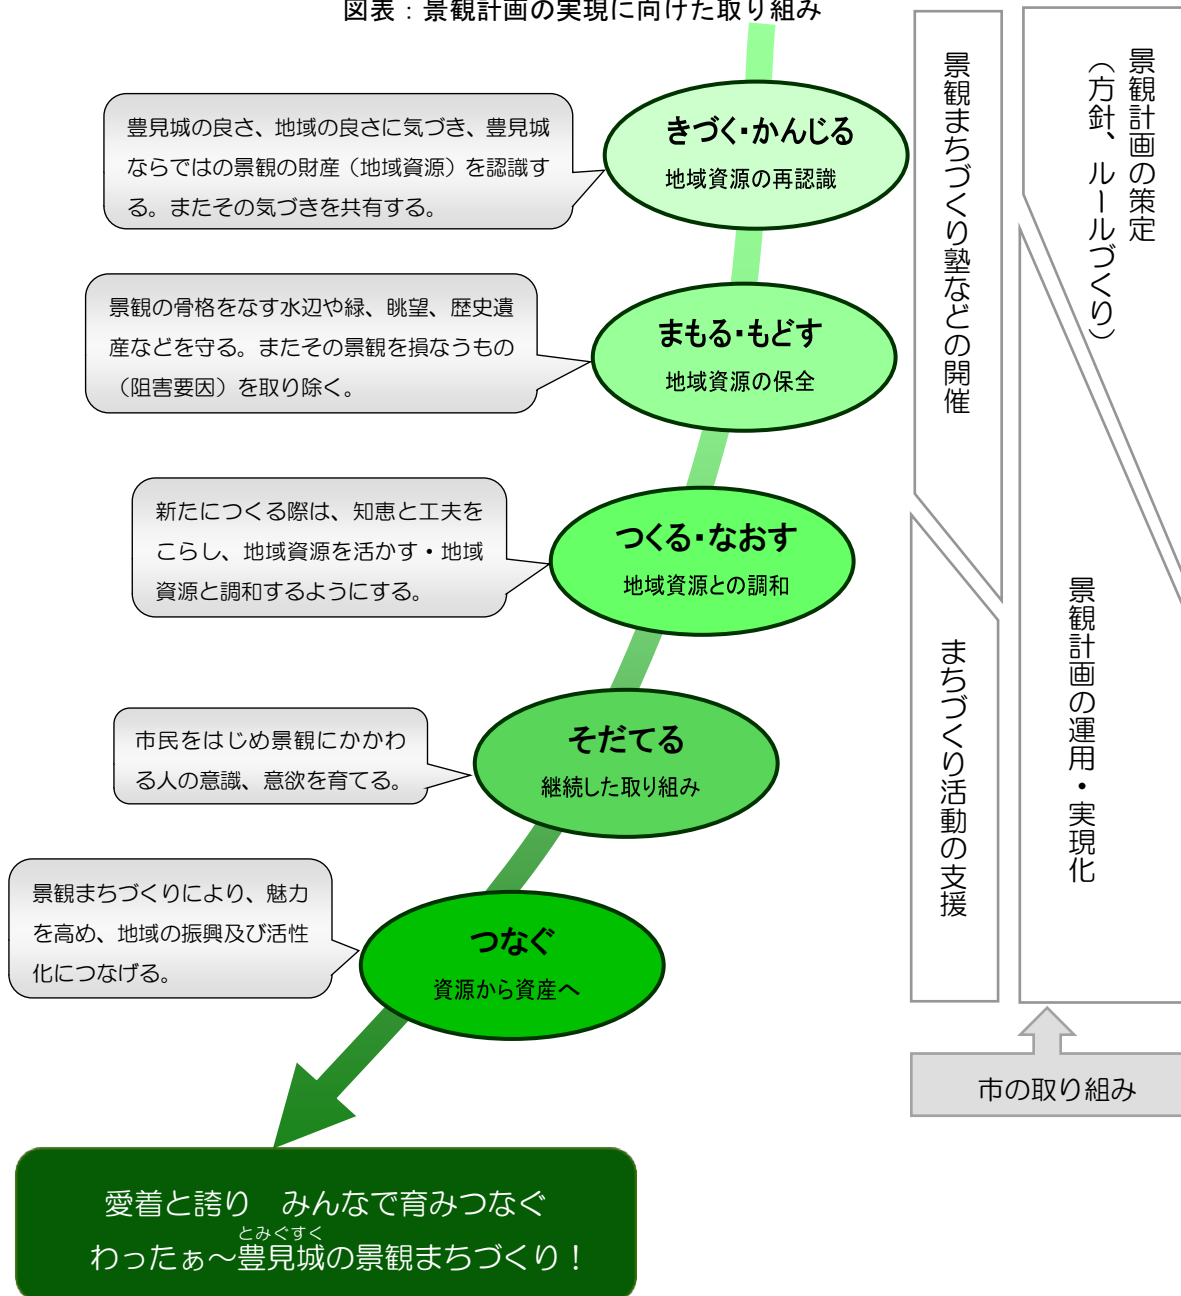 図表：景観計画の実現に向けた取り組み
きづく・かんじる
地域資源の再認識
豊見城の良さ、地域の良さに気づき、豊見城
ならではの景観の財産（地域資源）を認識す
る。またその気づきを共有する。
まもる・もどす
地域資源の保全
景観の骨格をなす水辺や緑、眺望、歴史遺
産などを守る。またその景観を損なうもの
（阻害要因）を取り除く。
つくる・なおす
地域資源との調和
新たにつくる際は、知恵と工夫を
こらし、地域資源を活かす・地域
資源と調和するようにする。
そだてる
継続した取り組み
市民をはじめ景観にかかわ
る人の意識、意欲を育てる。
つなぐ
資源から資産へ
景観まちづくりにより、魅力
を高め、地域の振興及び活性
化につなげる。
愛着と誇り　みんなで育みつなぐ
とみぐすく
わったぁ～豊見城の景観まちづくり！
景観まちづくり塾などの開催
まちづくり活動の支援
景観計画の策定
（方針、ルールづくり）
景観計画の運用・実現化
市の取り組み